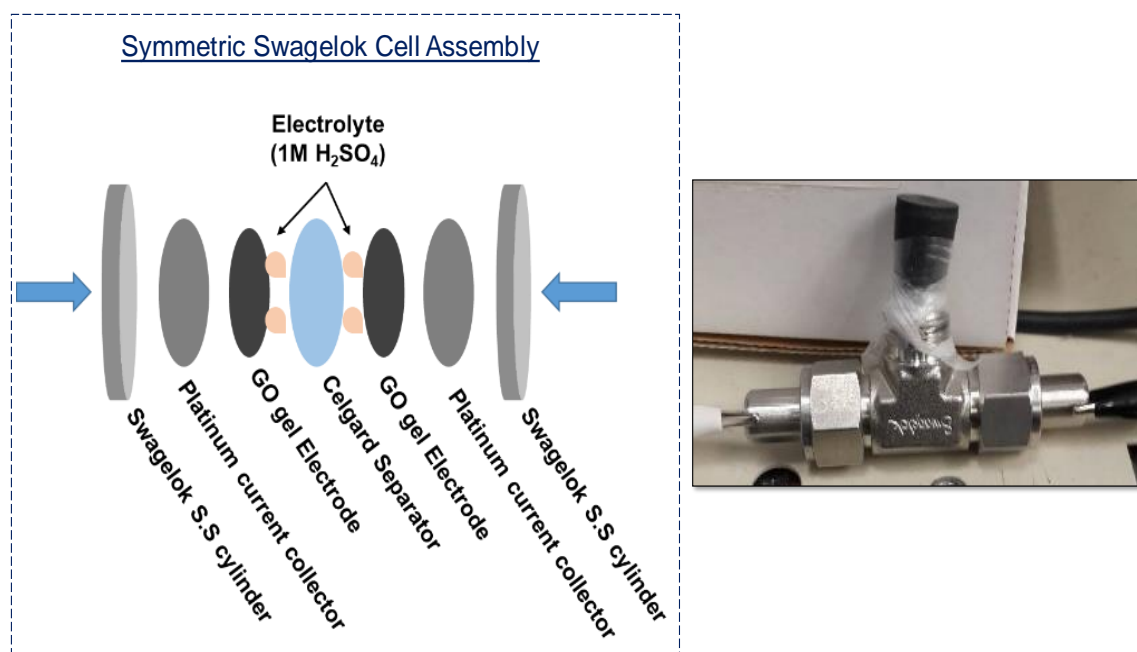 Symmetric Swagelok Cell Assembly
Electrolyte
(1M H₂SO₄)
Swagelok S.S cylinder
Platinum current collector
GO gel Electrode
Celgard Separator
GO gel Electrode
Platinum current collector
Swagelok S.S cylinder
Swagelok